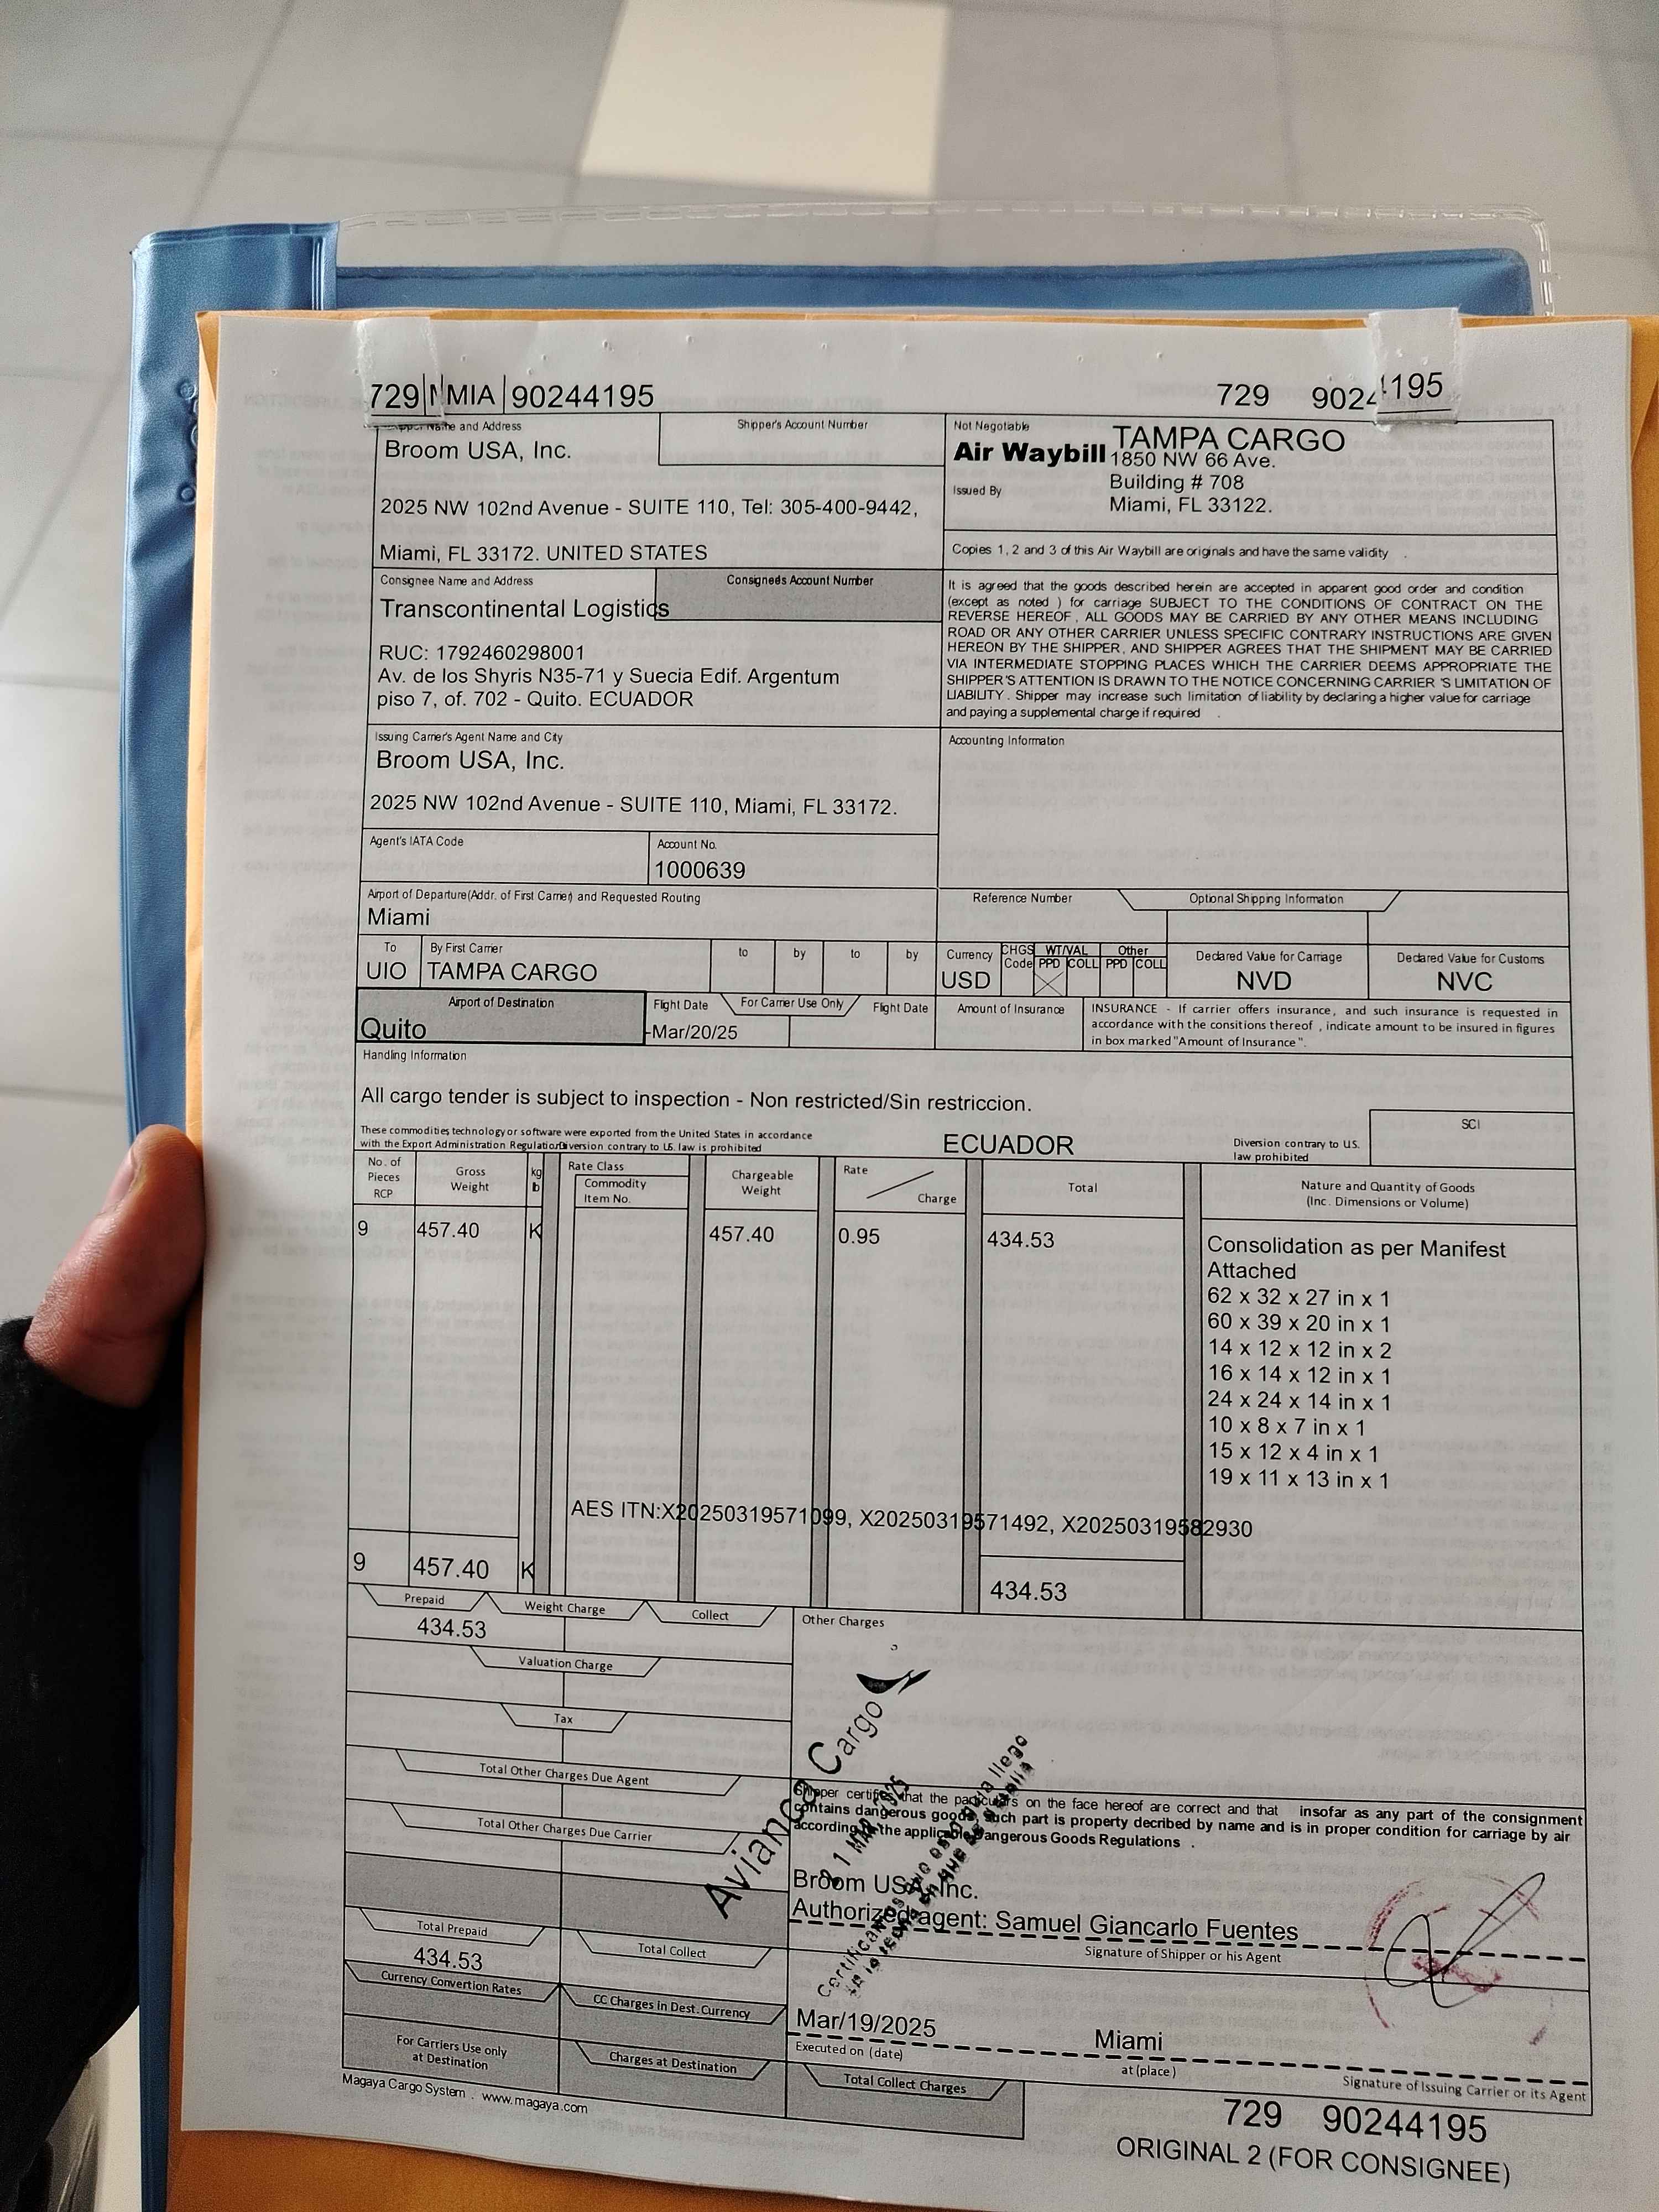 729 MIA 90244195
729 9024 4195
Shipper Name and Address
Shipper's Account Number
Broom USA, Inc.
2025 NW 102nd Avenue - SUITE 110, Tel: 305-400-9442,
Miami, FL 33172. UNITED STATES
Not Negotiable
Air Waybill
Issued By
TAMPA CARGO
1850 NW 66 Ave.
Building # 708
Miami, FL 33122.
Copies 1, 2 and 3 of this Air Waybill are originals and have the same validity .
Consignee Name and Address
Consignee's Account Number
Transcontinental Logistics
RUC: 1792460298001
Av. de los Shyris N35-71 y Suecia Edif. Argentum
piso 7, of. 702 - Quito. ECUADOR
It is agreed that the goods described herein are accepted in apparent good order and condition
(except as noted ) for carriage SUBJECT TO THE CONDITIONS OF CONTRACT ON THE
REVERSE HEREOF , ALL GOODS MAY BE CARRIED BY ANY OTHER MEANS INCLUDING
ROAD OR ANY OTHER CARRIER UNLESS SPECIFIC CONTRARY INSTRUCTIONS ARE GIVEN
HEREON BY THE SHIPPER, AND SHIPPER AGREES THAT THE SHIPMENT MAY BE CARRIED
VIA INTERMEDIATE STOPPING PLACES WHICH THE CARRIER DEEMS APPROPRIATE THE
SHIPPER'S ATTENTION IS DRAWN TO THE NOTICE CONCERNING CARRIER 'S LIMITATION OF
LIABILITY . Shipper may increase such limitation of liability by declaring a higher value for carriage
and paying a supplemental charge if required .
Issuing Carrier's Agent Name and City
Broom USA, Inc.
2025 NW 102nd Avenue - SUITE 110, Miami, FL 33172.
Accounting Information
Agent's IATA Code
Account No.
1000639
Airport of Departure(Addr. of First Carrier) and Requested Routing
Miami
Reference Number
Optional Shipping Information
To
By First Carrier
to by to by
UIO
TAMPA CARGO
Currency
USD
CHGS
Code
WT/VAL
PPD COLL
Other
PPD COLL
Declared Value for Carriage
NVD
Declared Value for Customs
NVC
Airport of Destination
Quito
Flight Date
For Carrier Use Only
Flight Date
-Mar/20/25
Amount of Insurance
INSURANCE - If carrier offers insurance, and such insurance is requested in
accordance with the consitions thereof , indicate amount to be insured in figures
in box marked "Amount of Insurance".
Handling Information
All cargo tender is subject to inspection - Non restricted/Sin restriccion.
SCI
These commodities technology or software were exported from the United States in accordance
with the Export Administration Regulation Diversion contrary to U.S. law is prohibited
ECUADOR
Diversion contrary to U.S.
law prohibited
No. of
Pieces
RCP
Gross
Weight
kg
lb
Rate Class
Commodity
Item No.
Chargeable
Weight
Rate
Charge
Total
Nature and Quantity of Goods
(Inc. Dimensions or Volume)
9 457.40 K 457.40 0.95 434.53
Consolidation as per Manifest
Attached
62 x 32 x 27 in x 1
60 x 39 x 20 in x 1
14 x 12 x 12 in x 2
16 x 14 x 12 in x 1
24 x 24 x 14 in x 1
10 x 8 x 7 in x 1
15 x 12 x 4 in x 1
19 x 11 x 13 in x 1
AES ITN:X20250319571099, X20250319571492, X20250319582930
9 457.40 K 434.53
Prepaid
Weight Charge
Collect
434.53
Other Charges
Valuation Charge
Tax
Total Other Charges Due Agent
Total Other Charges Due Carrier
Avianca Cargo
21 MAR 2025
Certificamos que esta guia llego
Shipper certifies that the particulars on the face hereof are correct and that insofar as any part of the consignment
contains dangerous goods, such part is property decribed by name and is in proper condition for carriage by air
according to the applicable Dangerous Goods Regulations .
Broom USA, Inc.
Authorized agent: Samuel Giancarlo Fuentes
Signature of Shipper or his Agent
Total Prepaid
Total Collect
434.53
Currency Convertion Rates
CC Charges in Dest. Currency
Mar/19/2025
Miami
Executed on (date)
at (place )
Signature of Issuing Carrier or its Agent
For Carriers Use only
at Destination
Charges at Destination
Total Collect Charges
Magaya Cargo System . www.magaya.com
729 90244195
ORIGINAL 2 (FOR CONSIGNEE)